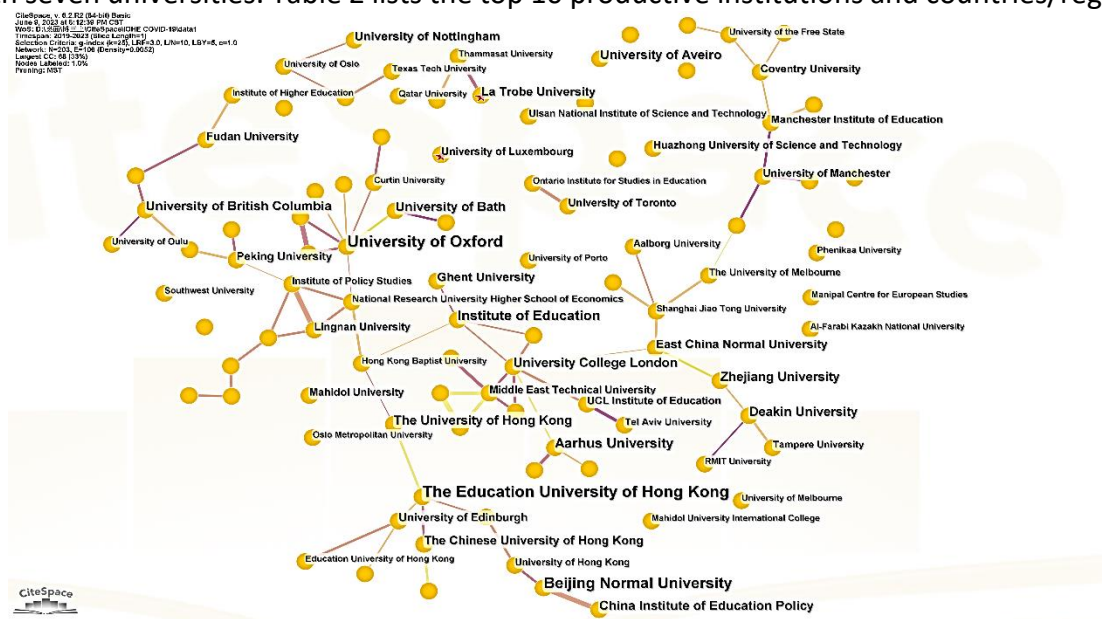 n seven universities. Table 2 lists the top 10 productive institutions and countries/reg
CiteSpace, v. 6.2.R2 (64-bit) Basic
June 9, 2023 at 6:12:39 PM CST
Timespan: 2019-2023 (Slice Length=1)
Selection Criteria: g-index (k=25), LRF=3.0, L/N=10, LBY=5, e=1.0
Network: N=203, E=106 (Density=0.0052)
Largest CC: 68 (33%)
Nodes Labeled: 1.0%
Pruning: MST
University of Nottingham
University of the Free State
Thammasat University
University of Aveiro
University of Oslo
Texas Tech University
Coventry University
Institute of Higher Education
Qatar University
La Trobe University
Ulsan National Institute of Science and Technology
Manchester Institute of Education
Fudan University
Huazhong University of Science and Technology
University of Luxembourg
University of Manchester
Curtin University
Ontario Institute for Studies in Education
University of British Columbia
University of Bath
University of Toronto
University of Oulu
University of Oxford
Aalborg University
Phenikaa University
Peking University
University of Porto
The University of Melbourne
Institute of Policy Studies
Ghent University
Southwest University
National Research University Higher School of Economics
Manipal Centre for European Studies
Shanghai Jiao Tong University
Lingnan University
Institute of Education
Al-Farabi Kazakh National University
East China Normal University
Hong Kong Baptist University
University College London
Zhejiang University
Mahidol University
Middle East Technical University
UCL Institute of Education
Deakin University
The University of Hong Kong
Tel Aviv University
Oslo Metropolitan University
Aarhus University
Tampere University
RMIT University
The Education University of Hong Kong
University of Melbourne
University of Edinburgh
Mahidol University International College
The Chinese University of Hong Kong
Education University of Hong Kong
University of Hong Kong
Beijing Normal University
China Institute of Education Policy
CiteSpace